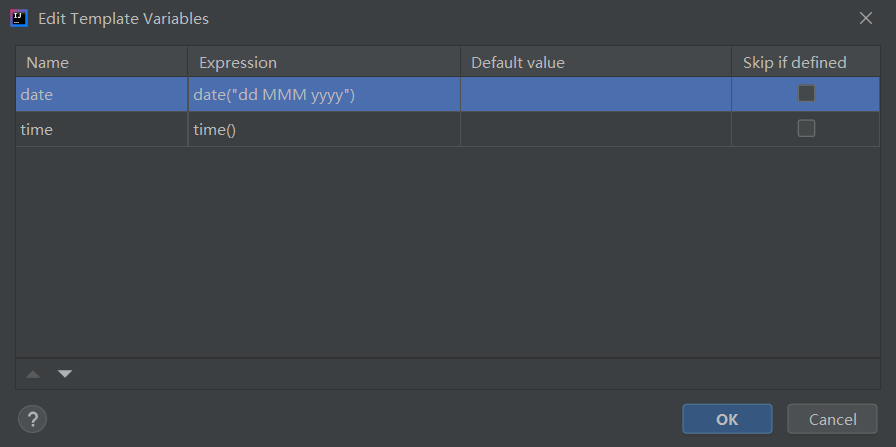 Edit Template Variables
Name Expression Default value Skip if defined
date date("dd MMM yyyy")
time time()
?
OK Cancel